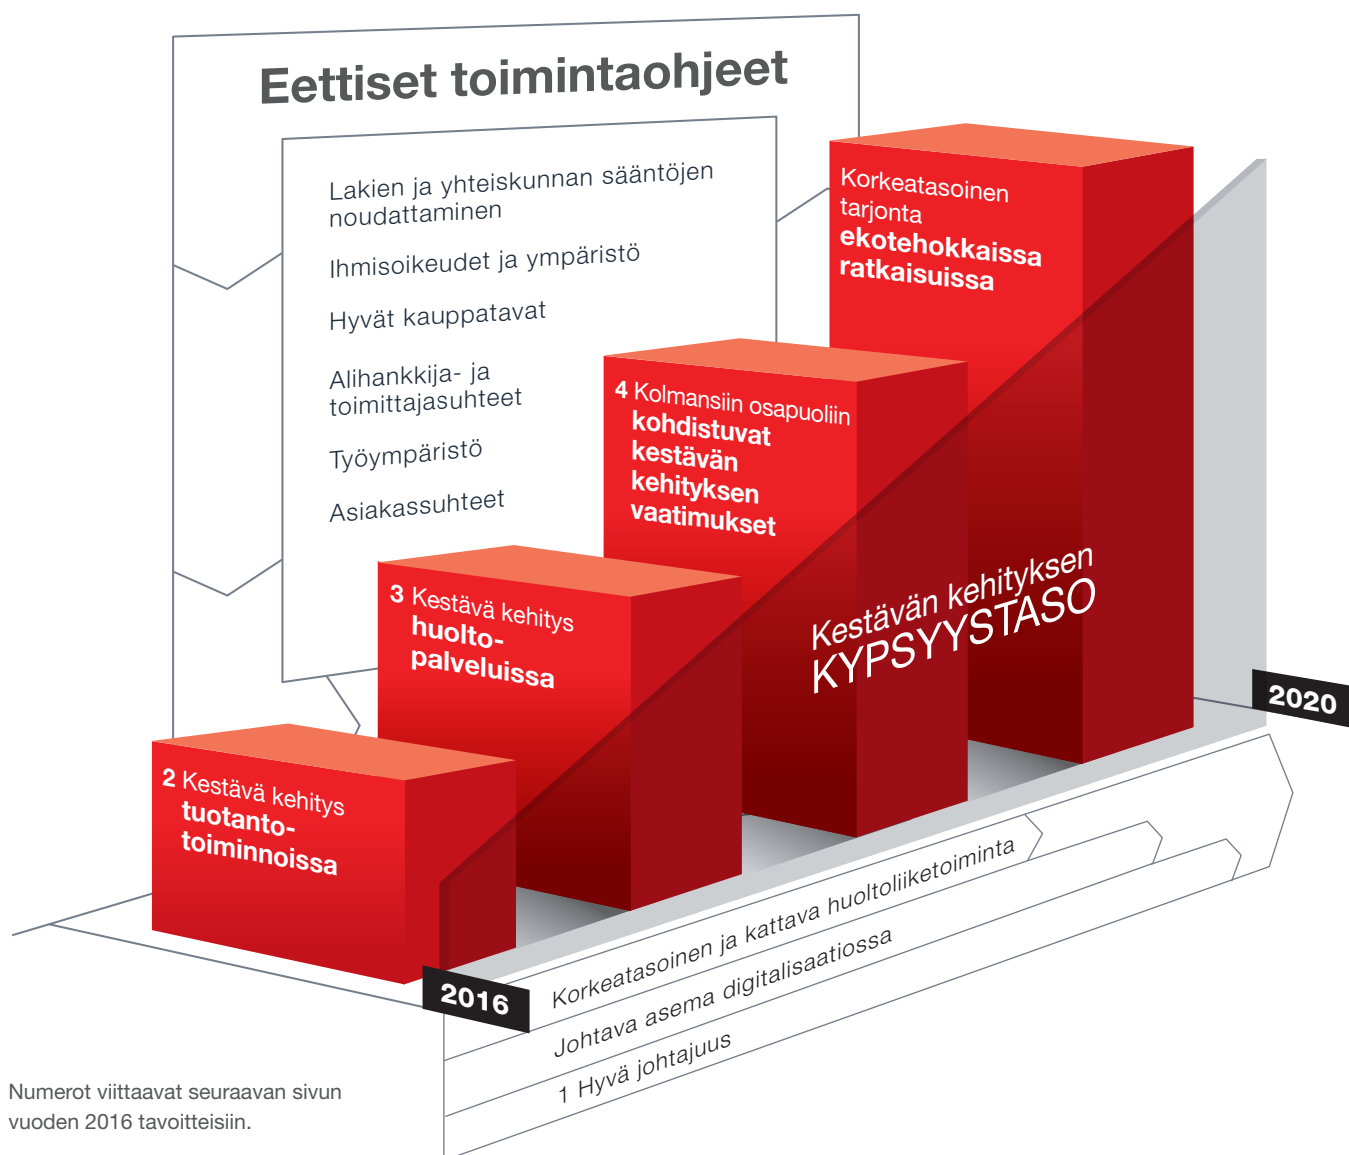 Eettiset toimintaohjeet
Lakien ja yhteiskunnan sääntöjen
noudattaminen
Ihmisoikeudet ja ympäristö
Hyvät kauppatavat
Alihankkija- ja
toimittajasuhteet
Työympäristö
Asiakassuhteet
Korkeatasoinen
tarjonta
ekotehokkaissa
ratkaisuissa
4 Kolmansiin osapuoliin
kohdistuvat
kestävän
kehityksen
vaatimukset
3 Kestävä kehitys
huolto-
palveluissa
2 Kestävä kehitys
tuotanto-
toiminnoissa
Kestävän kehityksen
KYPSYYSTASO
2020
2016
Korkeatasoinen ja kattava huoltoliiketoiminta
Johtava asema digitalisaatiossa
1 Hyvä johtajuus
Numerot viittaavat seuraavan sivun
vuoden 2016 tavoitteisiin.